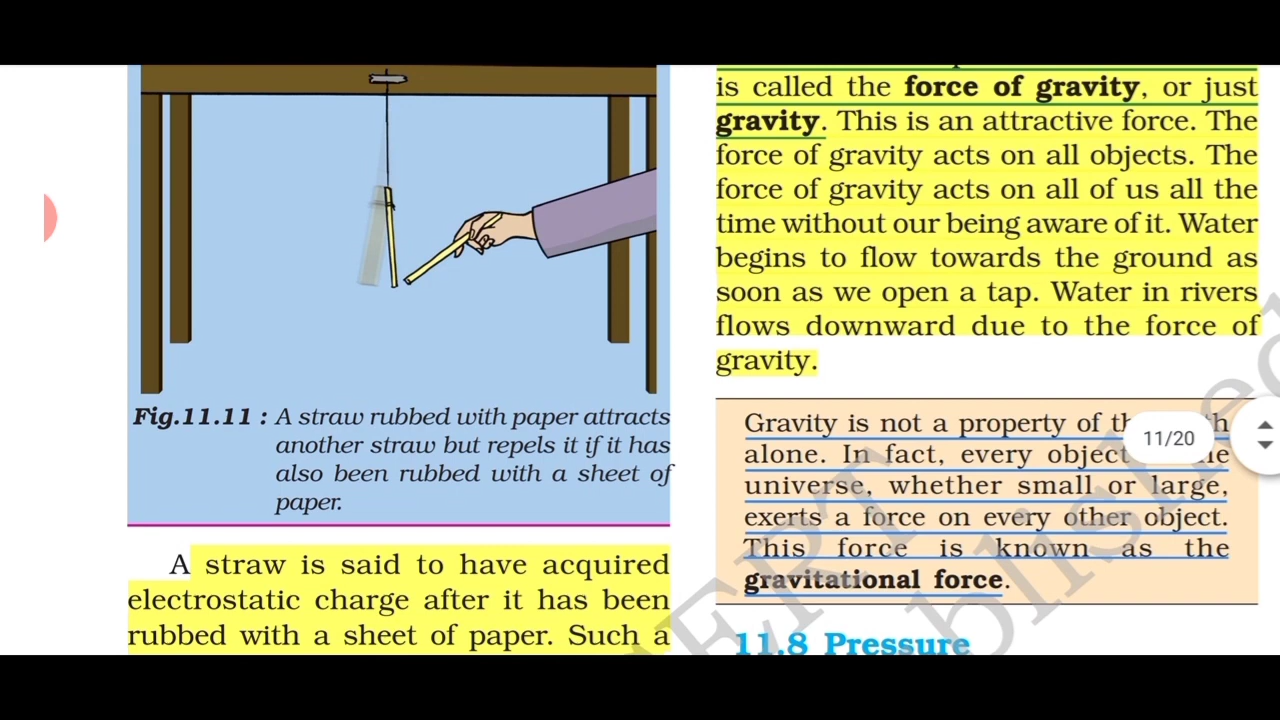 Fig.11.11 : A straw rubbed with paper attracts
another straw but repels it if it has
also been rubbed with a sheet of
paper.
A straw is said to have acquired
electrostatic charge after it has been
rubbed with a sheet of paper. Such a
is called the force of gravity, or just
gravity. This is an attractive force. The
force of gravity acts on all objects. The
force of gravity acts on all of us all the
time without our being aware of it. Water
begins to flow towards the ground as
soon as we open a tap. Water in rivers
flows downward due to the force of
gravity.
Gravity is not a property of
alone. In fact, every object
universe, whether small or large,
exerts a force on every other object.
This force is known as the
gravitational force.
11/20
11.8 Pressure